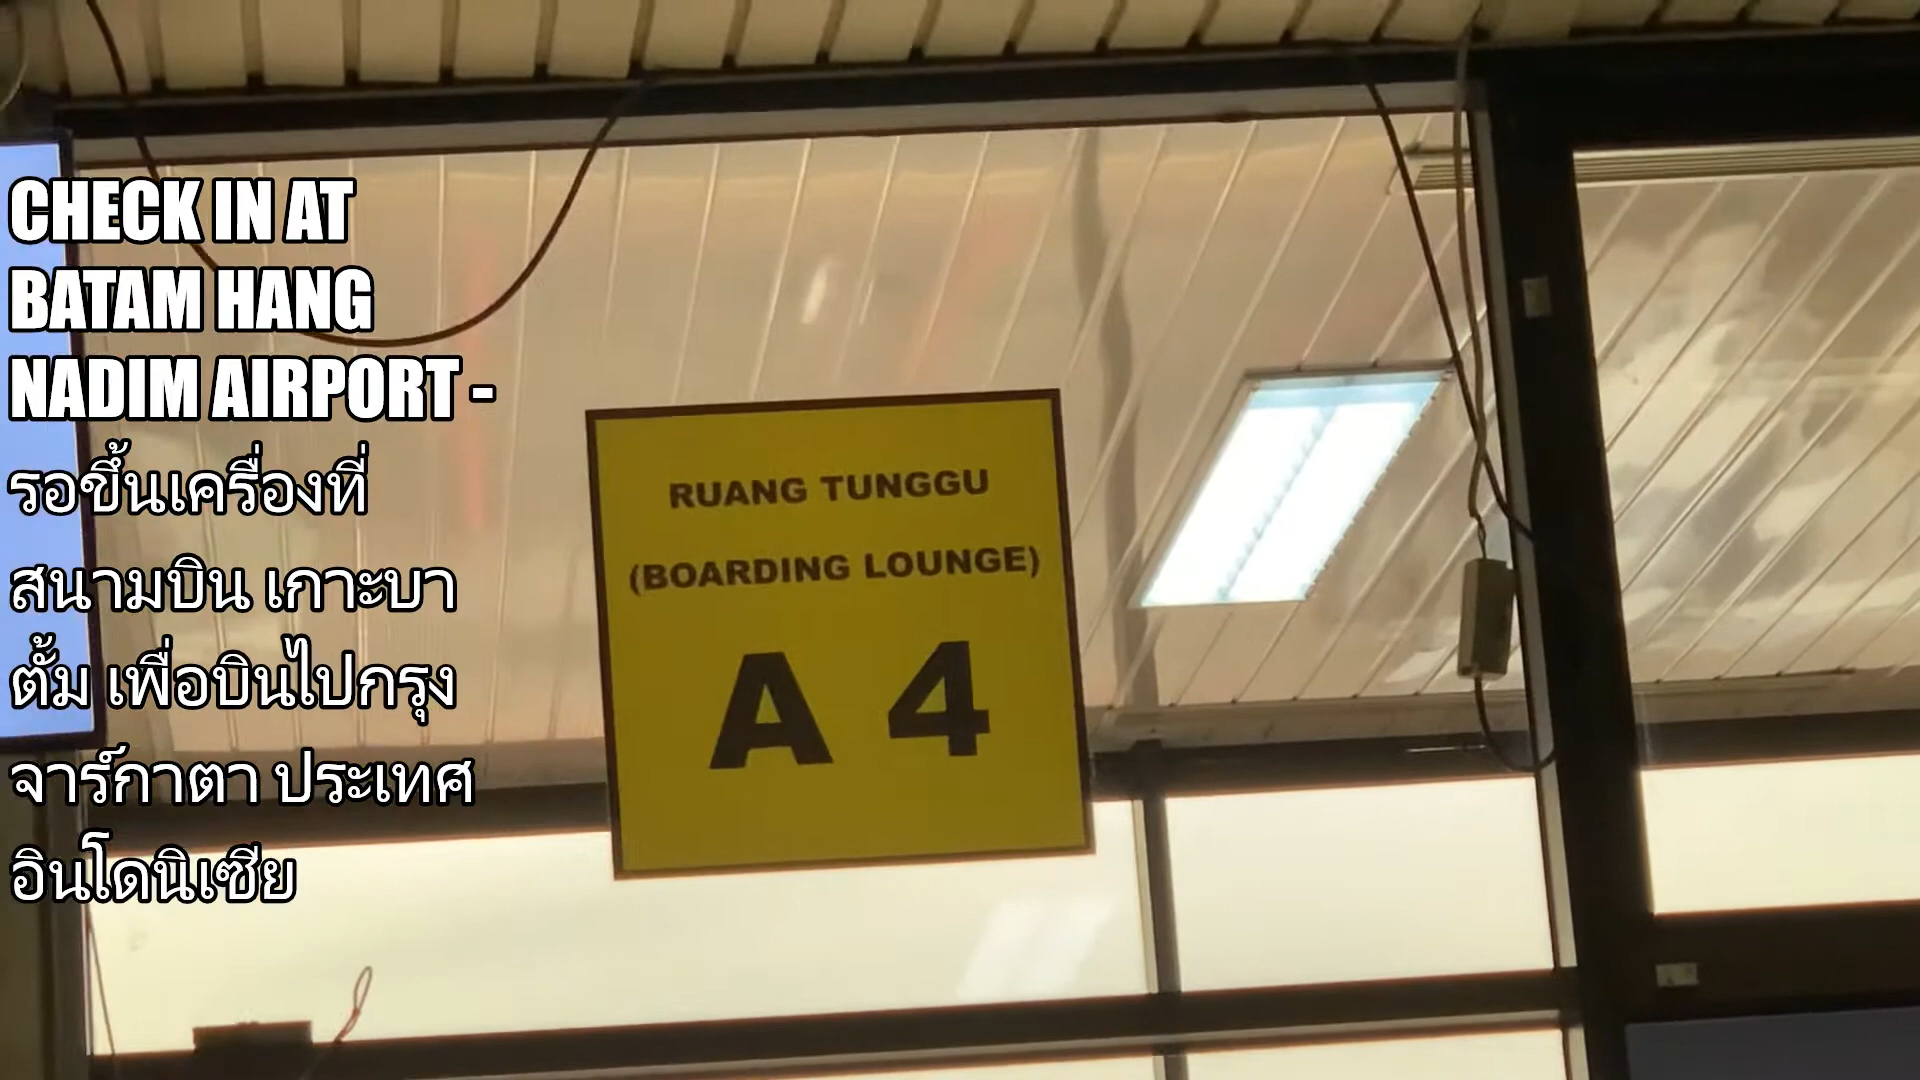 CHECK IN AT
BATAM HANG
NADIM AIRPORT -
รอขึ้นเครื่องที่
สนามบิน เกาะบา
ตั้ม เพื่อบินไปกรุง
จาร์กาตา ประเทศ
อินโดนิเซีย
RUANG TUNGGU
(BOARDING LOUNGE)
A 4